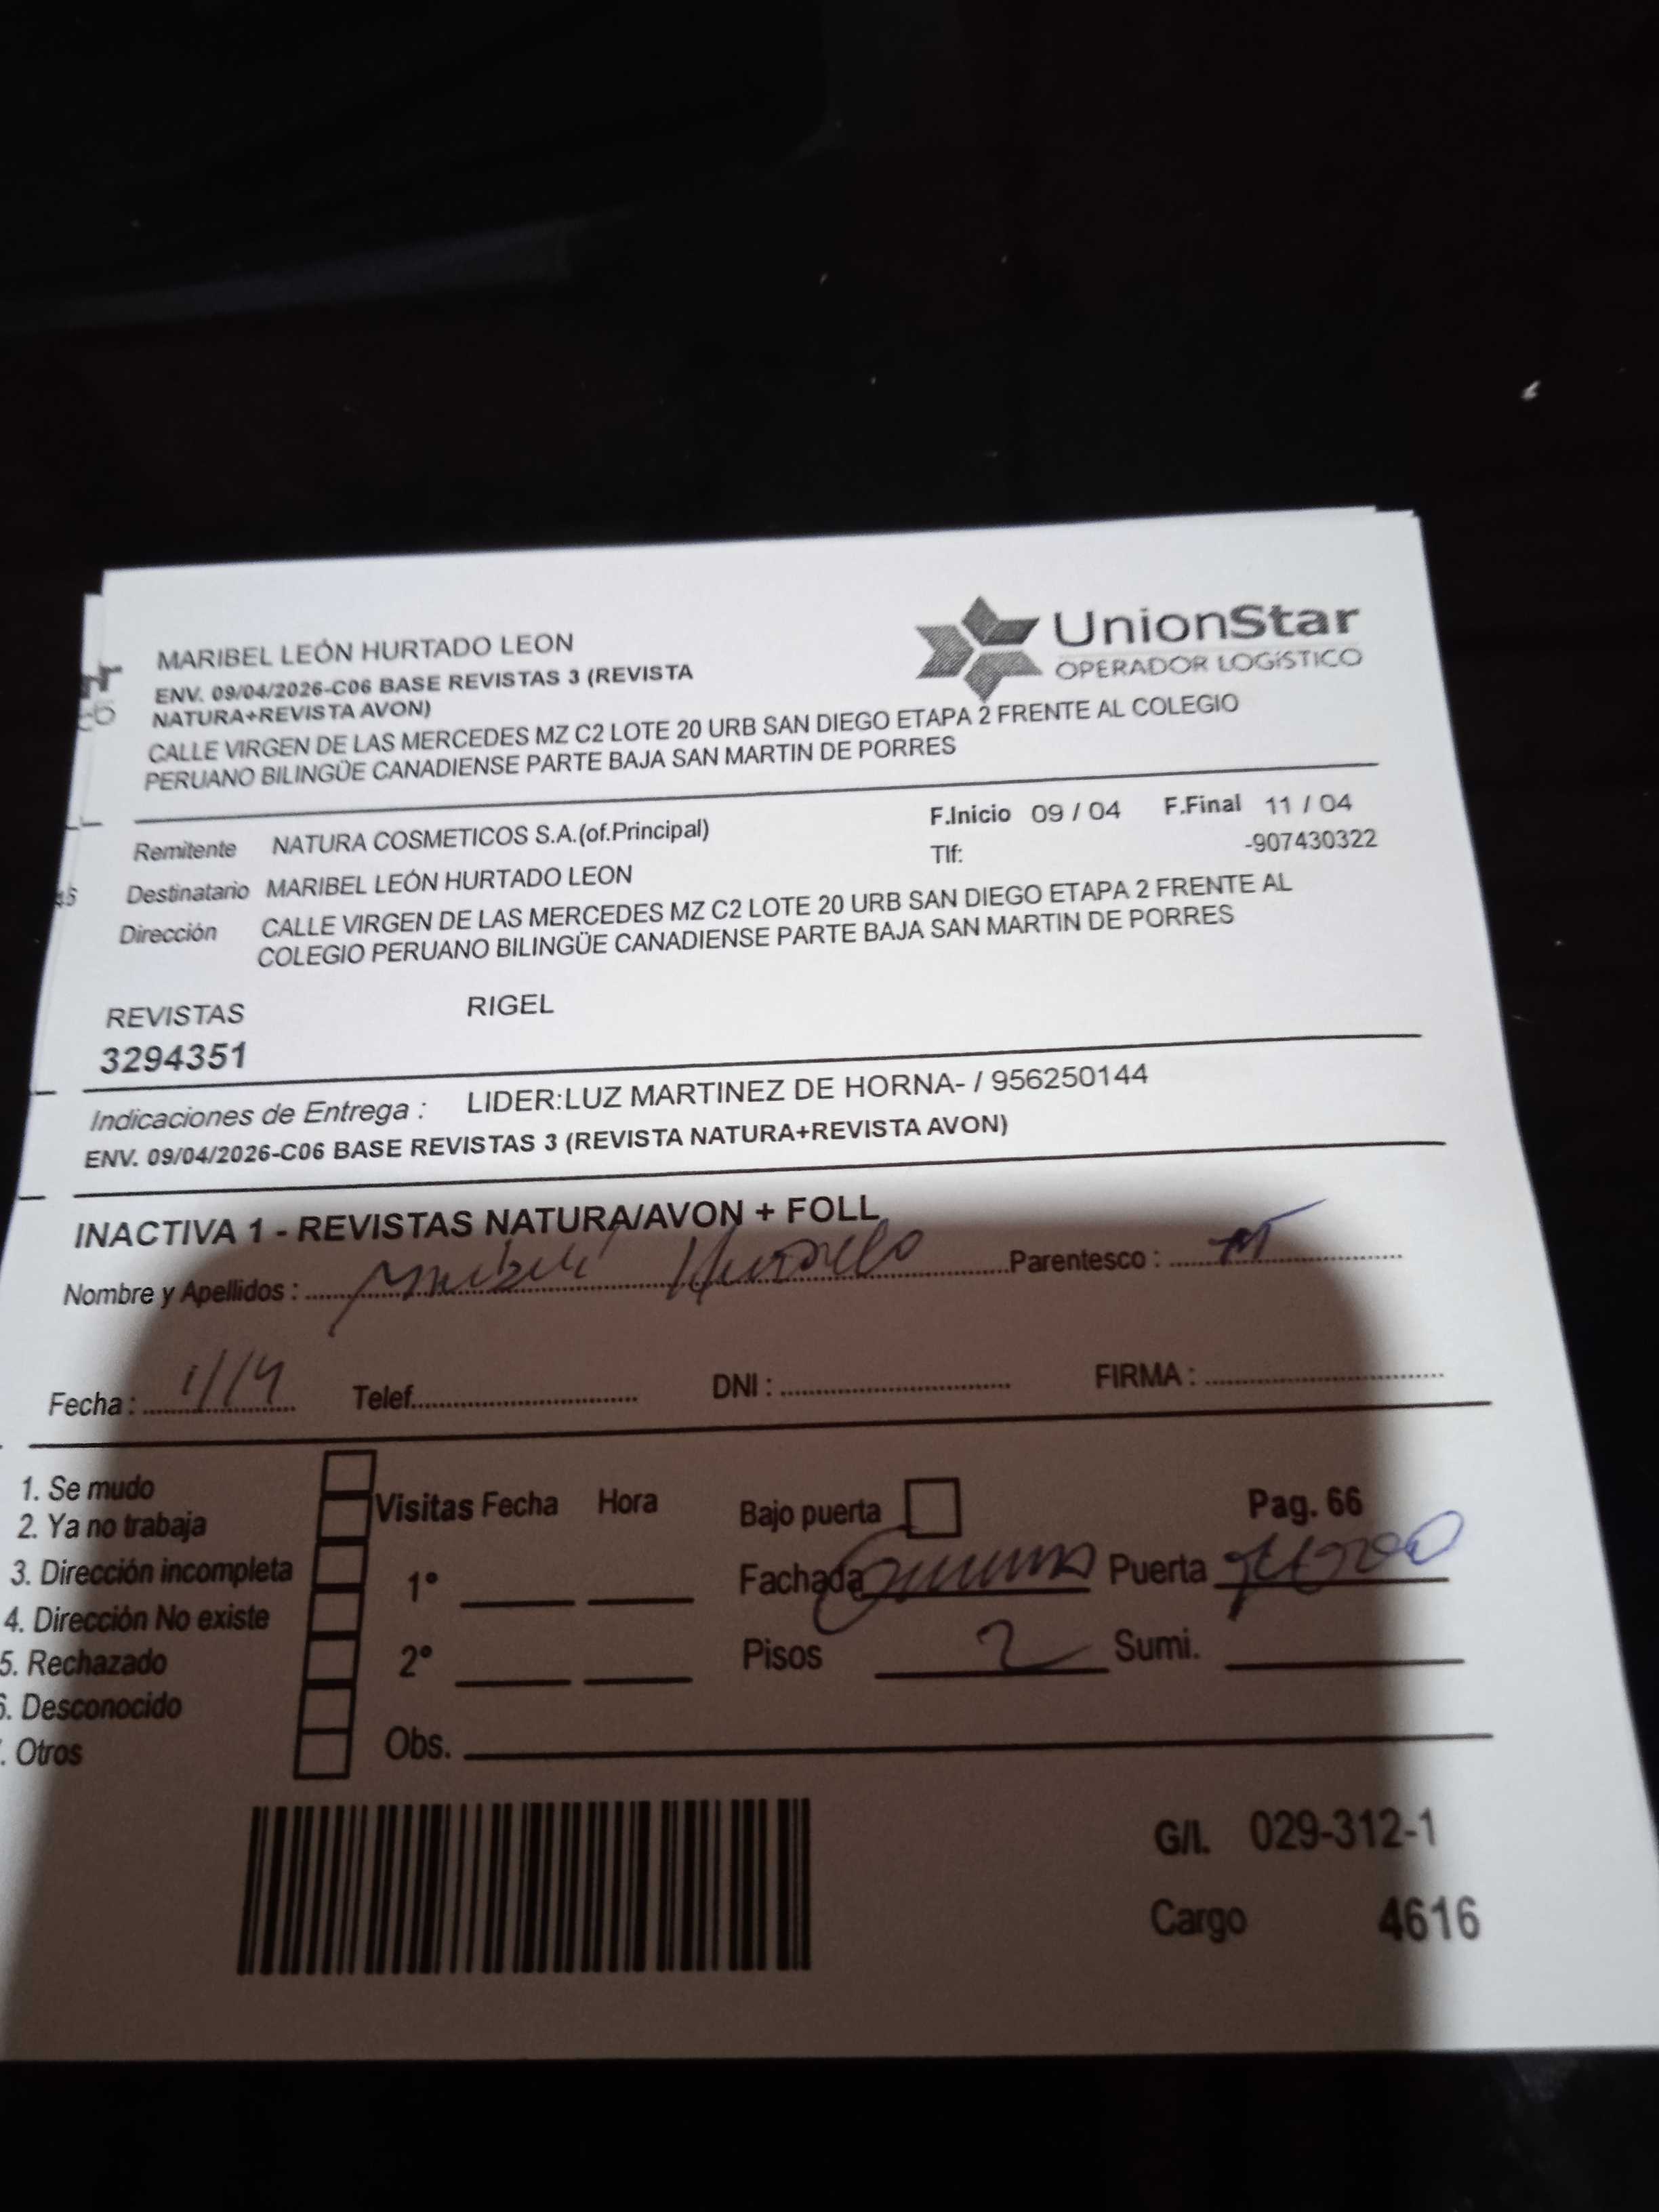 MARIBEL LEÓN HURTADO LEON
UnionStar
OPERADOR LOGÍSTICO
ENV. 09/04/2026-C06 BASE REVISTAS 3 (REVISTA
NATURA+REVISTA AVON)
CALLE VIRGEN DE LAS MERCEDES MZ C2 LOTE 20 URB SAN DIEGO ETAPA 2 FRENTE AL COLEGIO
PERUANO BILINGÜE CANADIENSE PARTE BAJA SAN MARTIN DE PORRES
Remitente NATURA COSMETICOS S.A.(of.Principal) F.Inicio 09 / 04 F.Final 11 / 04
Tlf: -907430322
Destinatario MARIBEL LEÓN HURTADO LEON
Dirección CALLE VIRGEN DE LAS MERCEDES MZ C2 LOTE 20 URB SAN DIEGO ETAPA 2 FRENTE AL
COLEGIO PERUANO BILINGÜE CANADIENSE PARTE BAJA SAN MARTIN DE PORRES
REVISTAS RIGEL
3294351
Indicaciones de Entrega : LIDER:LUZ MARTINEZ DE HORNA- / 956250144
ENV. 09/04/2026-C06 BASE REVISTAS 3 (REVISTA NATURA+REVISTA AVON)
INACTIVA 1 - REVISTAS NATURA/AVON + FOLL
Nombre y Apellidos : Hurtado Parentesco :
Fecha : Telef. DNI : FIRMA :
1. Se mudo
2. Ya no trabaja
3. Dirección incompleta
4. Dirección No existe
5. Rechazado
6. Desconocido
. Otros
Visitas Fecha Hora
1°
2°
Obs.
Bajo puerta Pag. 66
Fachada Puerta
Pisos 2 Sumi.
G/I. 029-312-1
Cargo 4616